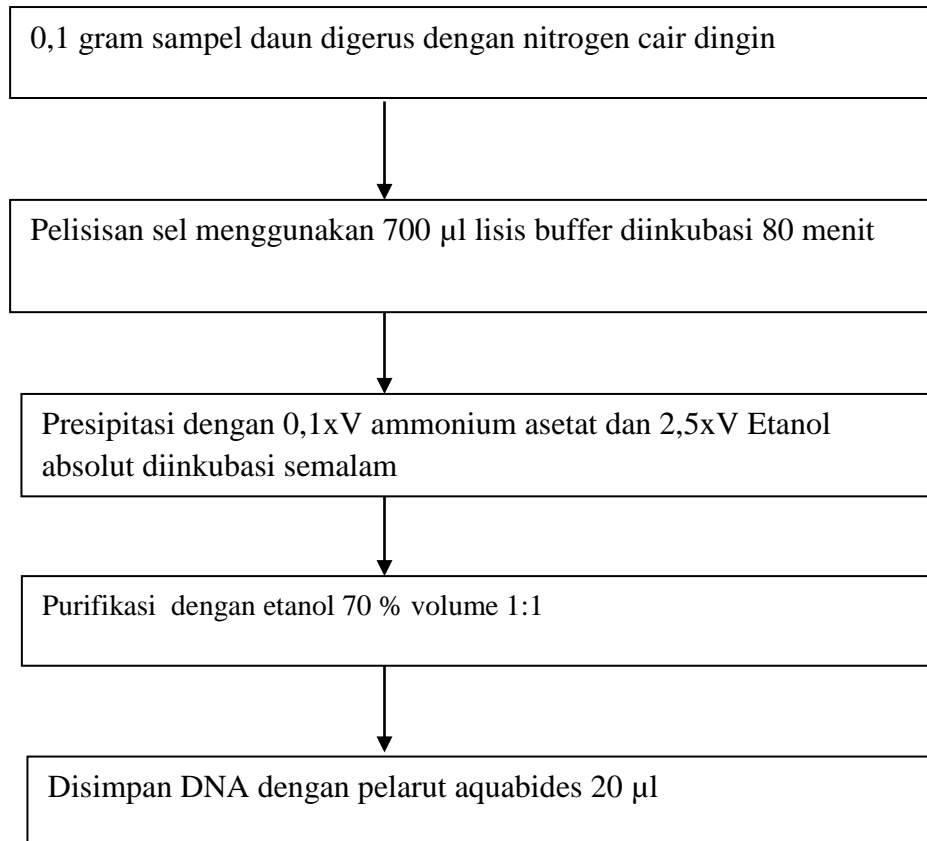 0,1 gram sampel daun digerus dengan nitrogen cair dingin
Pelisisan sel menggunakan 700 µl lisis buffer diinkubasi 80 menit
Presipitasi dengan 0,1xV ammonium asetat dan 2,5xV Etanol
absolut diinkubasi semalam
Purifikasi dengan etanol 70 % volume 1:1
Disimpan DNA dengan pelarut aquabides 20 µl